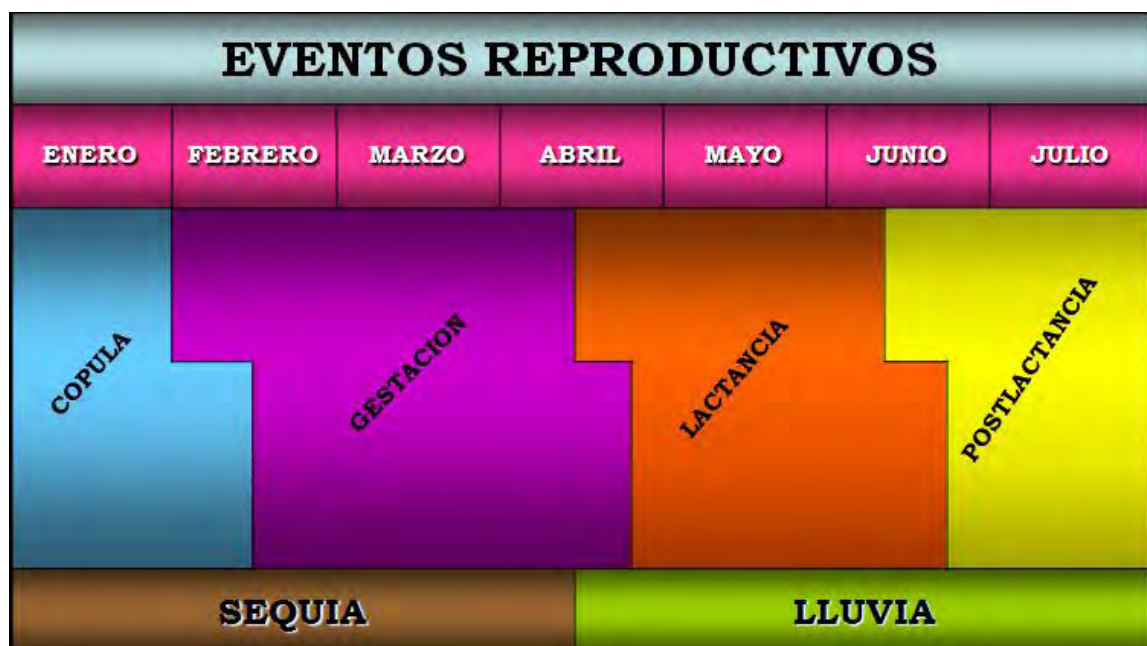 EVENTOS REPRODUCTIVOS
ENERO FEBRERO MARZO ABRIL MAYO JUNIO JULIO
COPULA
GESTACION
LACTANCIA
POSTLACTANCIA
SEQUIA LLUVIA